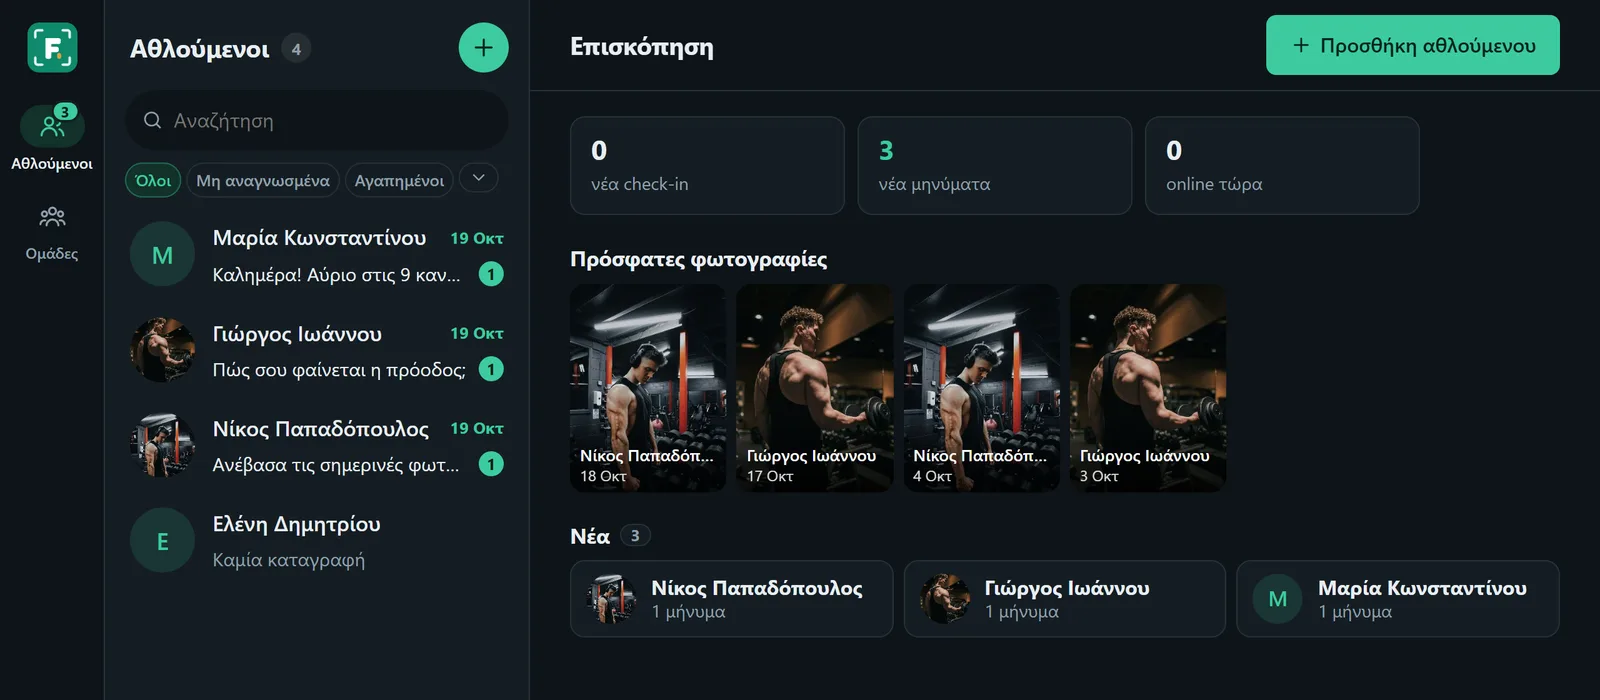 F.
3
Αθλούμενοι
Ομάδες
Αθλούμενοι 4
+
Αναζήτηση
Όλοι
Μη αναγνωσμένα
Αγαπημένοι
M
Μαρία Κωνσταντίνου 19 Οκτ
Καλημέρα! Αύριο στις 9 καν... 1
Γιώργος Ιωάννου 19 Οκτ
Πώς σου φαίνεται η πρόοδος; 1
Νίκος Παπαδόπουλος 19 Οκτ
Ανέβασα τις σημερινές φωτ... 1
Ε
Ελένη Δημητρίου
Καμία καταγραφή
Επισκόπηση
+ Προσθήκη αθλούμενου
0
νέα check-in
3
νέα μηνύματα
0
online τώρα
Πρόσφατες φωτογραφίες
Νίκος Παπαδόπ...
18 Οκτ
Γιώργος Ιωάννου
17 Οκτ
Νίκος Παπαδόπ...
4 Οκτ
Γιώργος Ιωάννου
3 Οκτ
Νέα 3
Νίκος Παπαδόπουλος
1 μήνυμα
Γιώργος Ιωάννου
1 μήνυμα
M
Μαρία Κωνσταντίνου
1 μήνυμα